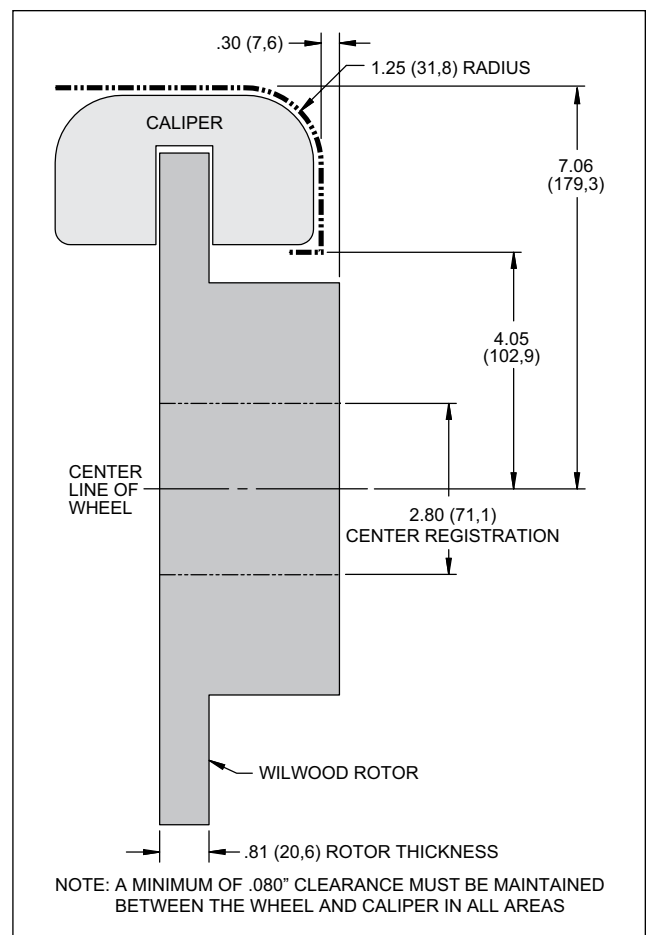 .30 (7,6)
1.25 (31,8) RADIUS
CALIPER
7.06
(179,3)
4.05
(102,9)
CENTER
LINE OF
WHEEL
2.80 (71,1)
CENTER REGISTRATION
WILWOOD ROTOR
.81 (20,6) ROTOR THICKNESS
NOTE: A MINIMUM OF .080" CLEARANCE MUST BE MAINTAINED
BETWEEN THE WHEEL AND CALIPER IN ALL AREAS